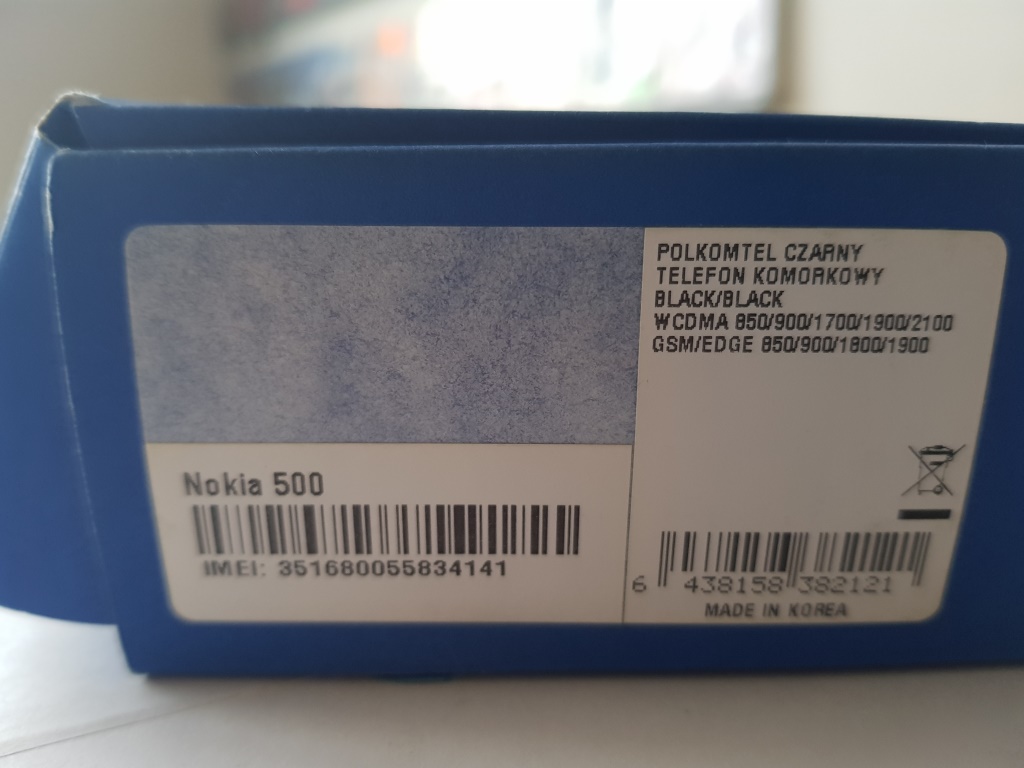 Nokia 500
IMEI: 351680055834141
POLKOMTEL CZARNY
TELEFON KOMORKOWY
BLACK/BLACK
WCDMA 850/900/1700/1900/2100
GSM/EDGE 850/900/1800/1900
6 438158 382121
MADE IN KOREA